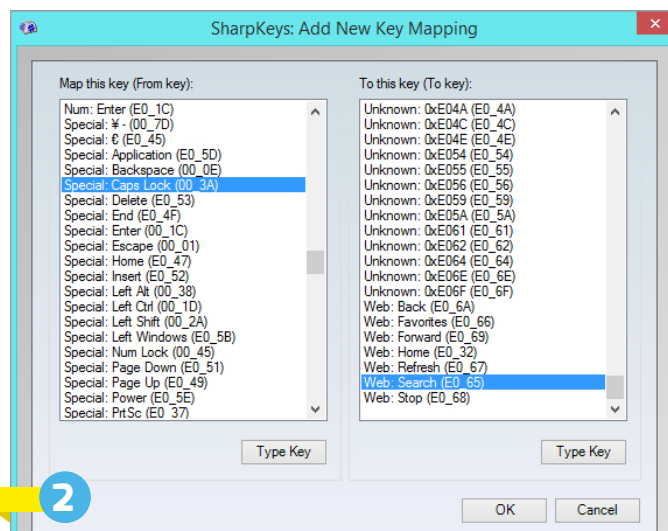 SharpKeys: Add New Key Mapping
Map this key (From key):
Num: Enter (E0_1C)
Special: ¥ - (00_7D)
Special: € (E0_45)
Special: Application (E0_5D)
Special: Backspace (00_0E)
Special: Caps Lock (00_3A)
Special: Delete (E0_53)
Special: End (E0_4F)
Special: Enter (00_1C)
Special: Escape (00_01)
Special: Home (E0_47)
Special: Insert (E0_52)
Special: Left Alt (00_38)
Special: Left Ctrl (00_1D)
Special: Left Shift (00_2A)
Special: Left Windows (E0_5B)
Special: Num Lock (00_45)
Special: Page Down (E0_51)
Special: Page Up (E0_49)
Special: Power (E0_5E)
Special: PrtSc (E0_37)
Type Key
To this key (To key):
Unknown: 0xE04A (E0_4A)
Unknown: 0xE04C (E0_4C)
Unknown: 0xE04E (E0_4E)
Unknown: 0xE054 (E0_54)
Unknown: 0xE055 (E0_55)
Unknown: 0xE056 (E0_56)
Unknown: 0xE059 (E0_59)
Unknown: 0xE05A (E0_5A)
Unknown: 0xE061 (E0_61)
Unknown: 0xE062 (E0_62)
Unknown: 0xE064 (E0_64)
Unknown: 0xE06E (E0_6E)
Unknown: 0xE06F (E0_6F)
Web: Back (E0_6A)
Web: Favorites (E0_66)
Web: Forward (E0_69)
Web: Home (E0_32)
Web: Refresh (E0_67)
Web: Search (E0_65)
Web: Stop (E0_68)
Type Key
2
OK
Cancel